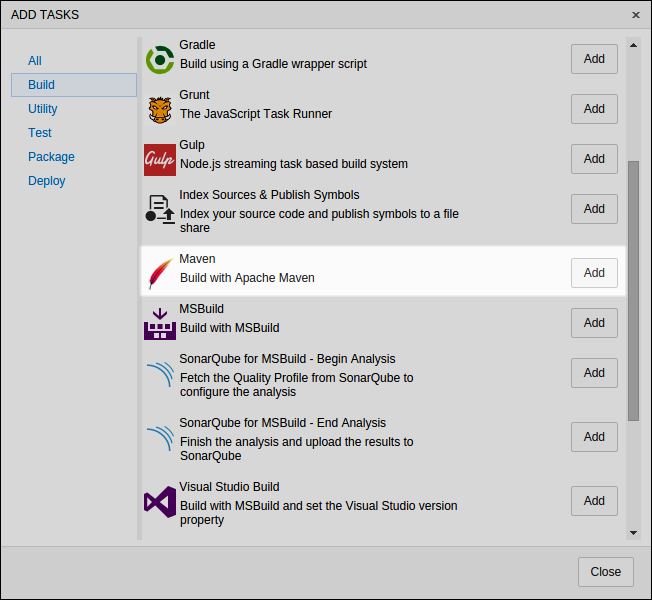 ADD TASKS
×
All
Build
Utility
Test
Package
Deploy
Gradle
Build using a Gradle wrapper script
Add
Grunt
The JavaScript Task Runner
Add
Gulp
Gulp
Node.js streaming task based build system
Add
Index Sources & Publish Symbols
Index your source code and publish symbols to a file
share
Add
Maven
Build with Apache Maven
Add
MSBuild
Build with MSBuild
Add
SonarQube for MSBuild - Begin Analysis
Fetch the Quality Profile from SonarQube to
configure the analysis
Add
SonarQube for MSBuild - End Analysis
Finish the analysis and upload the results to
SonarQube
Add
Visual Studio Build
Build with MSBuild and set the Visual Studio version
property
Add
Close